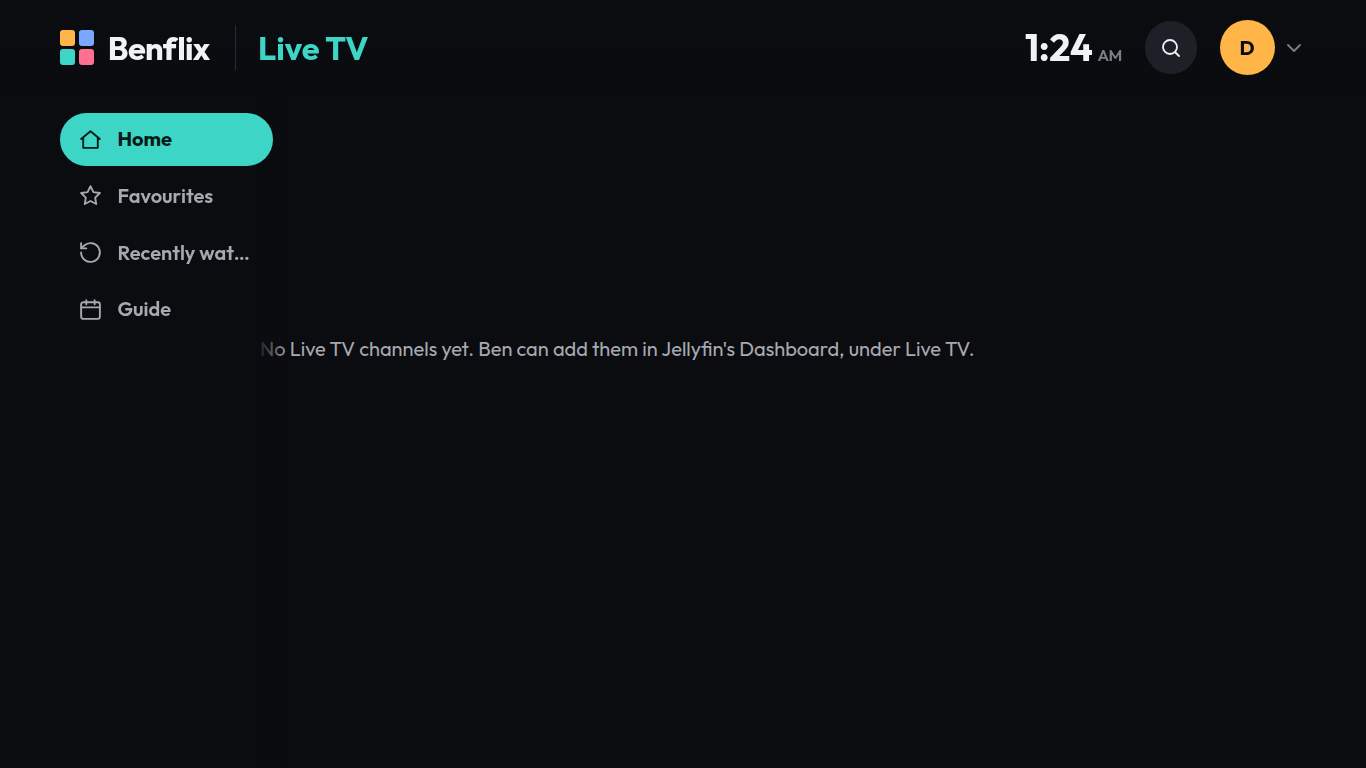 Benflix
Live TV
1:24 AM
D
Home
Favourites
Recently wat...
Guide
No Live TV channels yet. Ben can add them in Jellyfin's Dashboard, under Live TV.